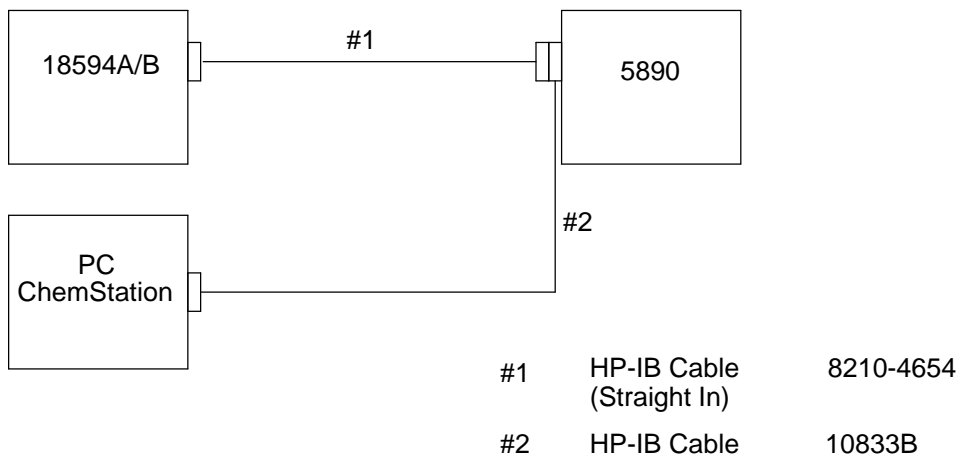 18594A/B
#1
5890
#2
PC
ChemStation
#1 HP-IB Cable 8210-4654
(Straight In)
#2 HP-IB Cable 10833B